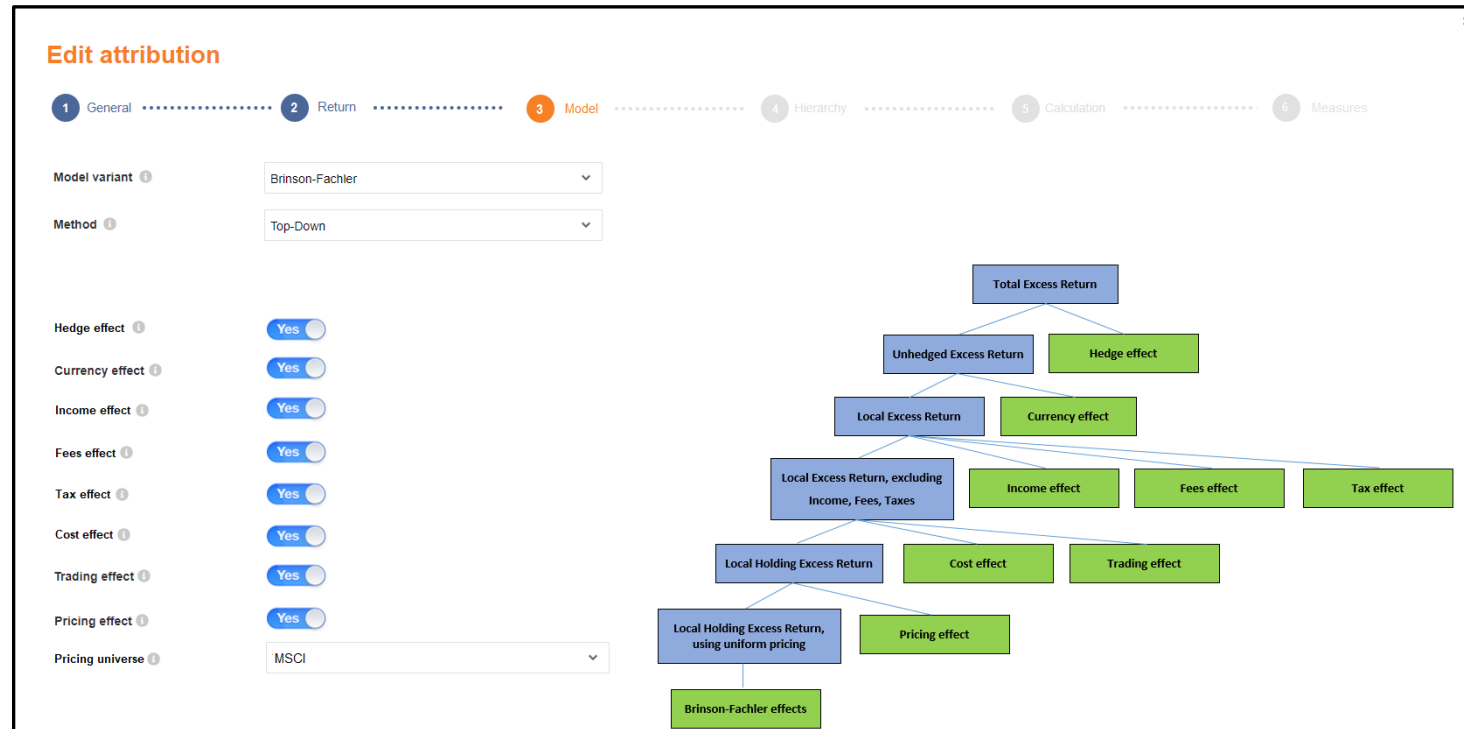 Edit attribution
1 General 2 Return 3 Model 4 Hierarchy 5 Calculation 6 Measures
Model variant Brinson-Fachler
Method Top-Down
Total Excess Return
Hedge effect Yes
Unhedged Excess Return Hedge effect
Currency effect Yes
Income effect Yes
Local Excess Return Currency effect
Fees effect Yes
Local Excess Return, excluding
Income, Fees, Taxes
Income effect Fees effect Tax effect
Tax effect Yes
Cost effect Yes
Local Holding Excess Return Cost effect Trading effect
Trading effect Yes
Pricing effect Yes
Local Holding Excess Return,
using uniform pricing
Pricing effect
Pricing universe MSCI
Brinson-Fachler effects